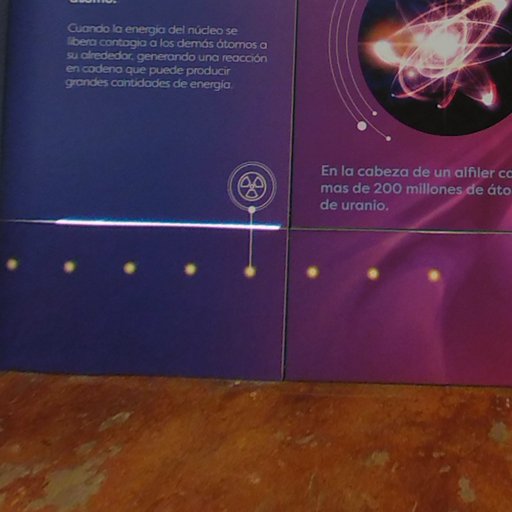 átomo.
Cuando la energía del núcleo se
libera contagia a los demás átomos a
su alrededor, generando una reacción
en cadena que puede producir
grandes cantidades de energía.
En la cabeza de un alfiler
mas de 200 millones de
de uranio.